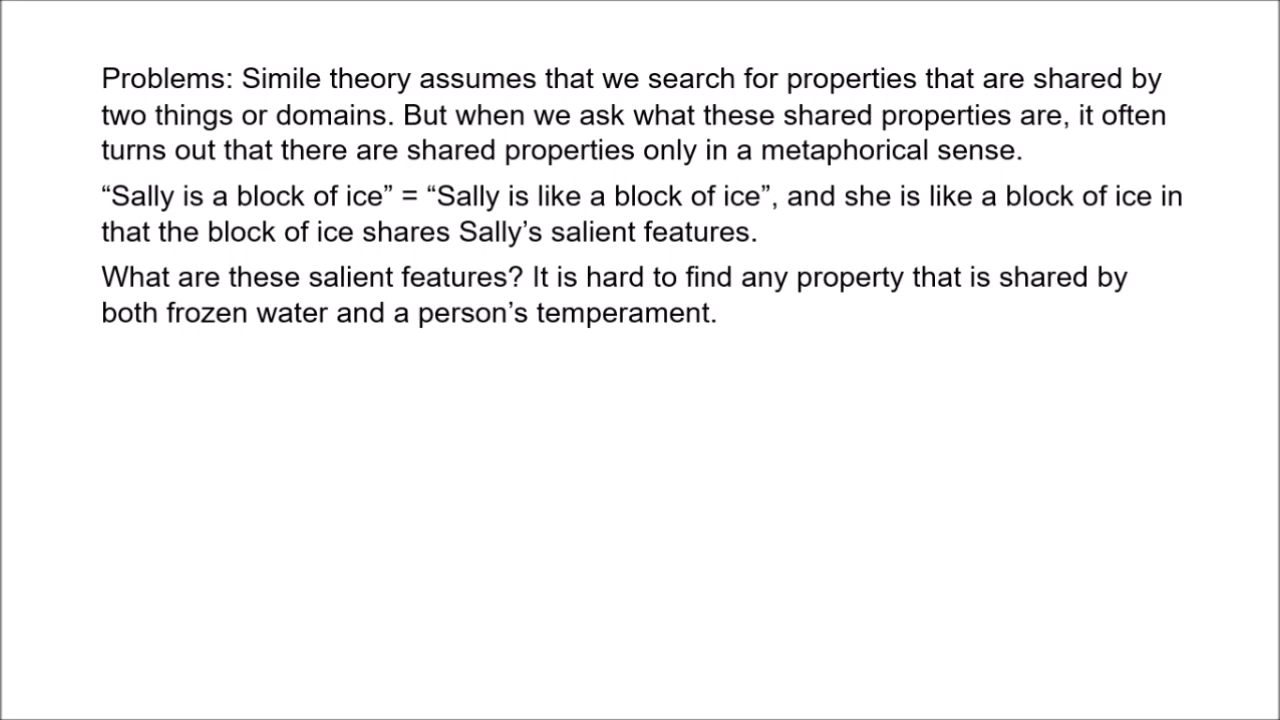 Problems: Simile theory assumes that we search for properties that are shared by
two things or domains. But when we ask what these shared properties are, it often
turns out that there are shared properties only in a metaphorical sense.
“Sally is a block of ice” = “Sally is like a block of ice”, and she is like a block of ice in
that the block of ice shares Sally’s salient features.
What are these salient features? It is hard to find any property that is shared by
both frozen water and a person’s temperament.